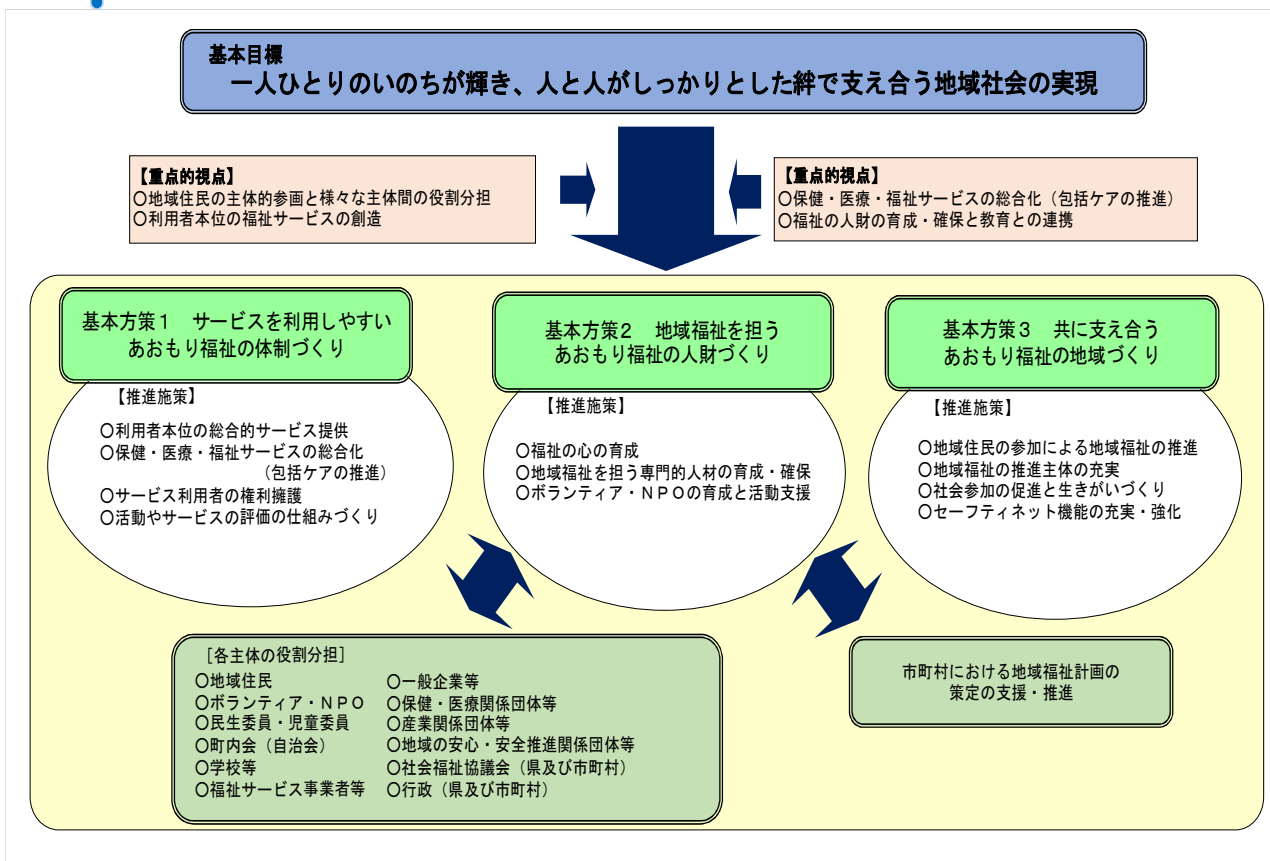 基本目標
一人ひとりのいのちが輝き、人と人がしっかりとした絆で支え合う地域社会の実現
【重点的視点】
○地域住民の主体的参画と様々な主体間の役割分担
○利用者本位の福祉サービスの創造
【重点的視点】
○保健・医療・福祉サービスの総合化（包括ケアの推進）
○福祉の人財の育成・確保と教育との連携
基本方策１　サービスを利用しやすい
あおもり福祉の体制づくり
【推進施策】
○利用者本位の総合的サービス提供
○保健・医療・福祉サービスの総合化
（包括ケアの推進）
○サービス利用者の権利擁護
○活動やサービスの評価の仕組みづくり
基本方策２　地域福祉を担う
あおもり福祉の人財づくり
【推進施策】
○福祉の心の育成
○地域福祉を担う専門的人材の育成・確保
○ボランティア・ＮＰＯの育成と活動支援
基本方策３　共に支え合う
あおもり福祉の地域づくり
【推進施策】
○地域住民の参加による地域福祉の推進
○地域福祉の推進主体の充実
○社会参加の促進と生きがいづくり
○セーフティネット機能の充実・強化
［各主体の役割分担］
○地域住民
○ボランティア・ＮＰＯ
○民生委員・児童委員
○町内会（自治会）
○学校等
○福祉サービス事業者等
○一般企業等
○保健・医療関係団体等
○産業関係団体等
○地域の安心・安全推進関係団体等
○社会福祉協議会（県及び市町村）
○行政（県及び市町村）
市町村における地域福祉計画の
策定の支援・推進